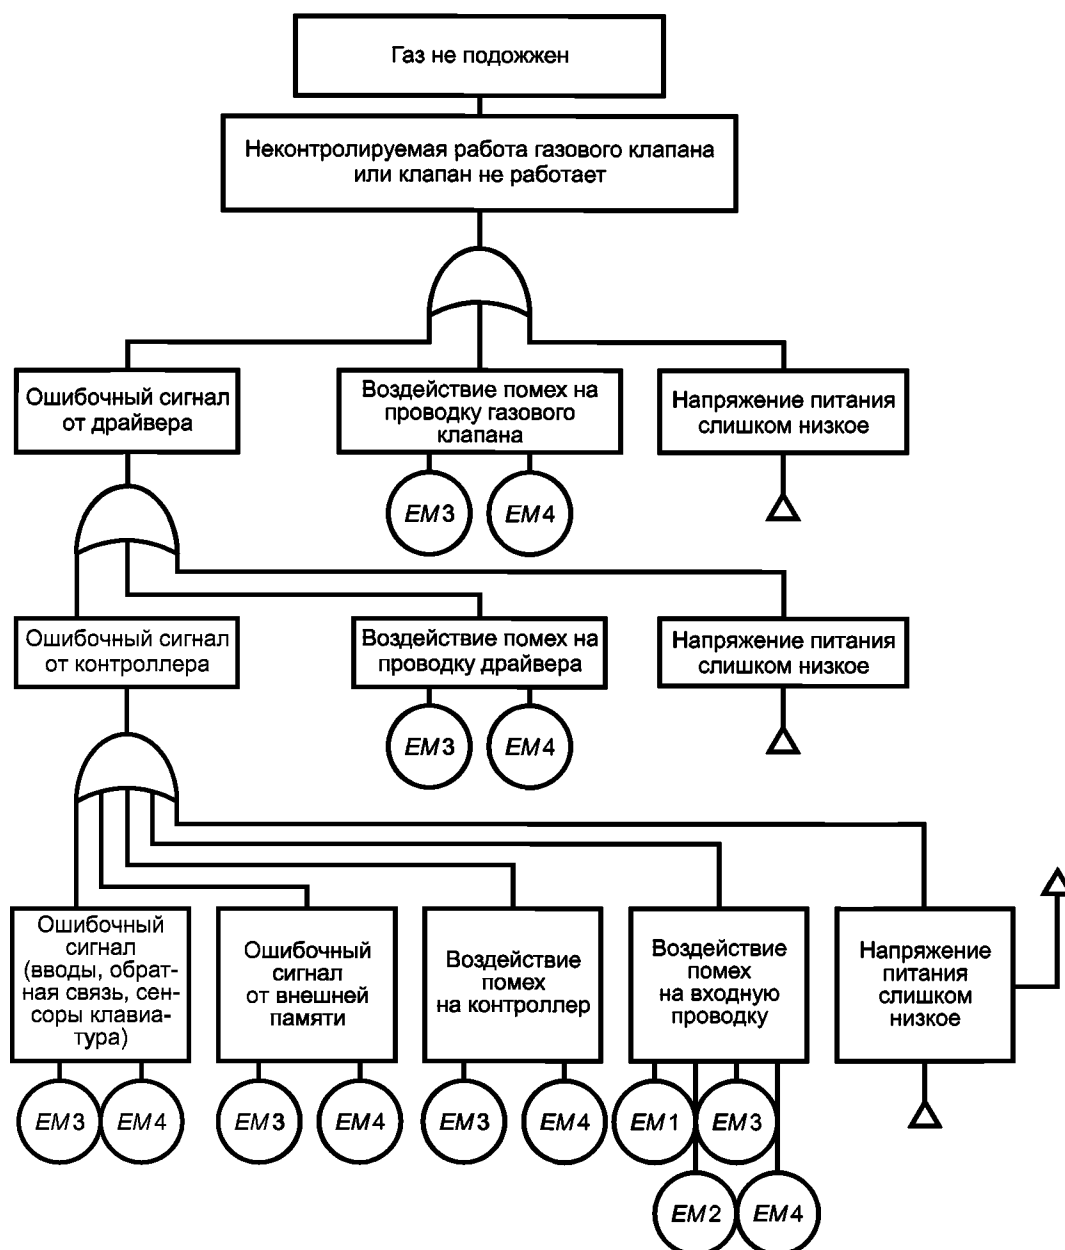 Газ не подожжен
Неконтролируемая работа газового клапана
или клапан не работает
Ошибочный сигнал
от драйвера
Воздействие помех на
проводку газового
клапана
Напряжение питания
слишком низкое
EM3
EM4
Ошибочный сигнал
от контроллера
Воздействие помех на
проводку драйвера
Напряжение питания
слишком низкое
EM3
EM4
Ошибочный
сигнал
(вводы, обрат-
ная связь, сен-
соры клавиа-
тура)
Ошибочный
сигнал
от внешней
памяти
Воздействие
помех
на контроллер
Воздействие
помех
на входную
проводку
Напряжение
питания
слишком
низкое
EM3
EM4
EM3
EM4
EM3
EM4
EM1
EM3
EM2
EM4